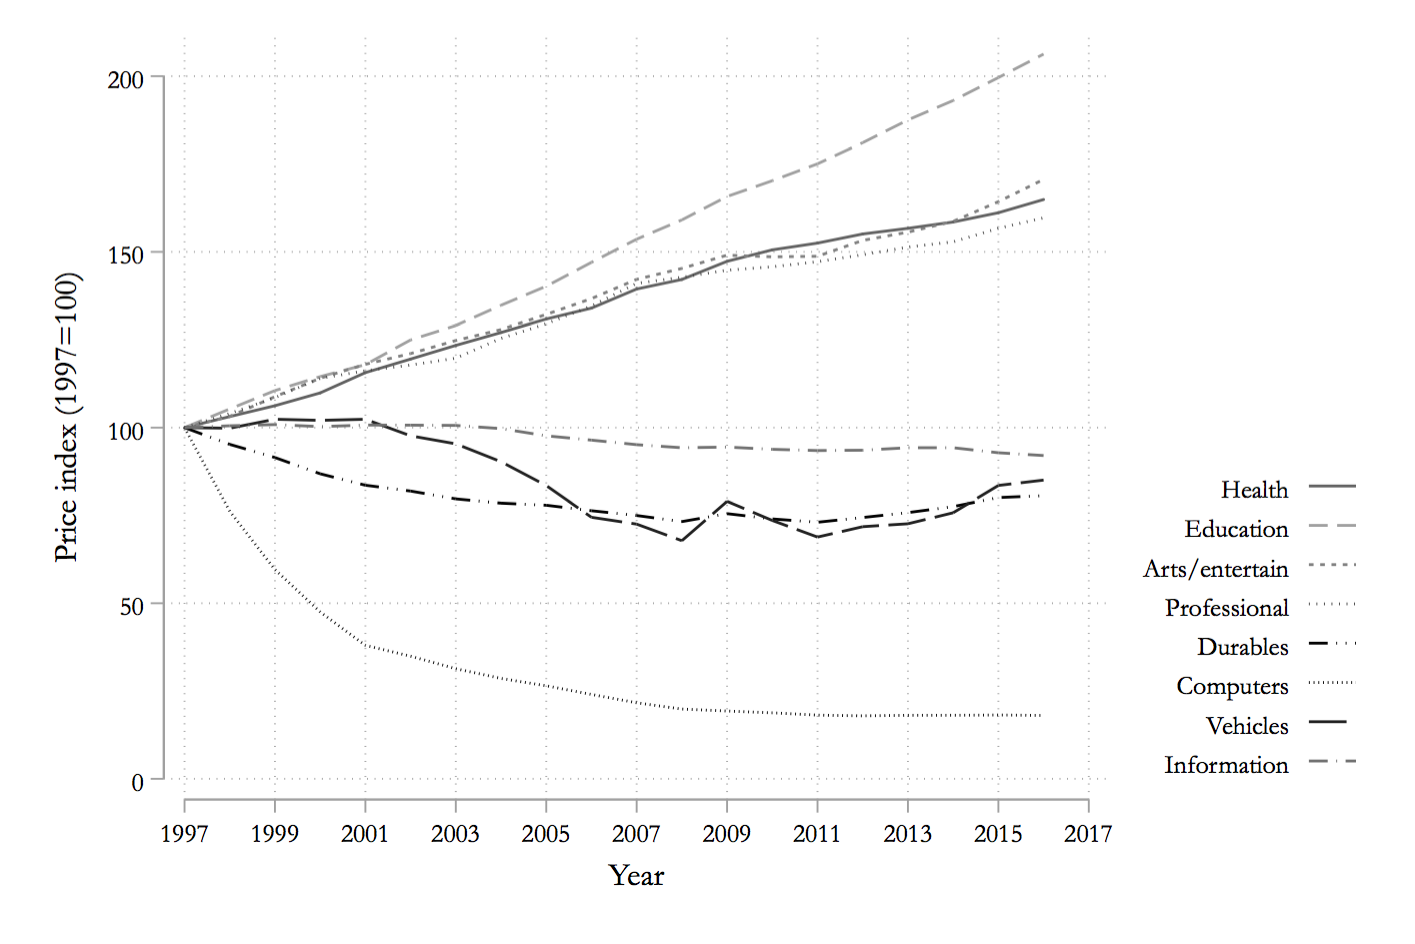 200
150
100
50
0
Price index (1997=100)
1997 1999 2001 2003 2005 2007 2009 2011 2013 2015 2017
Year
Health
Education
Arts/entertain
Professional
Durables
Computers
Vehicles
Information